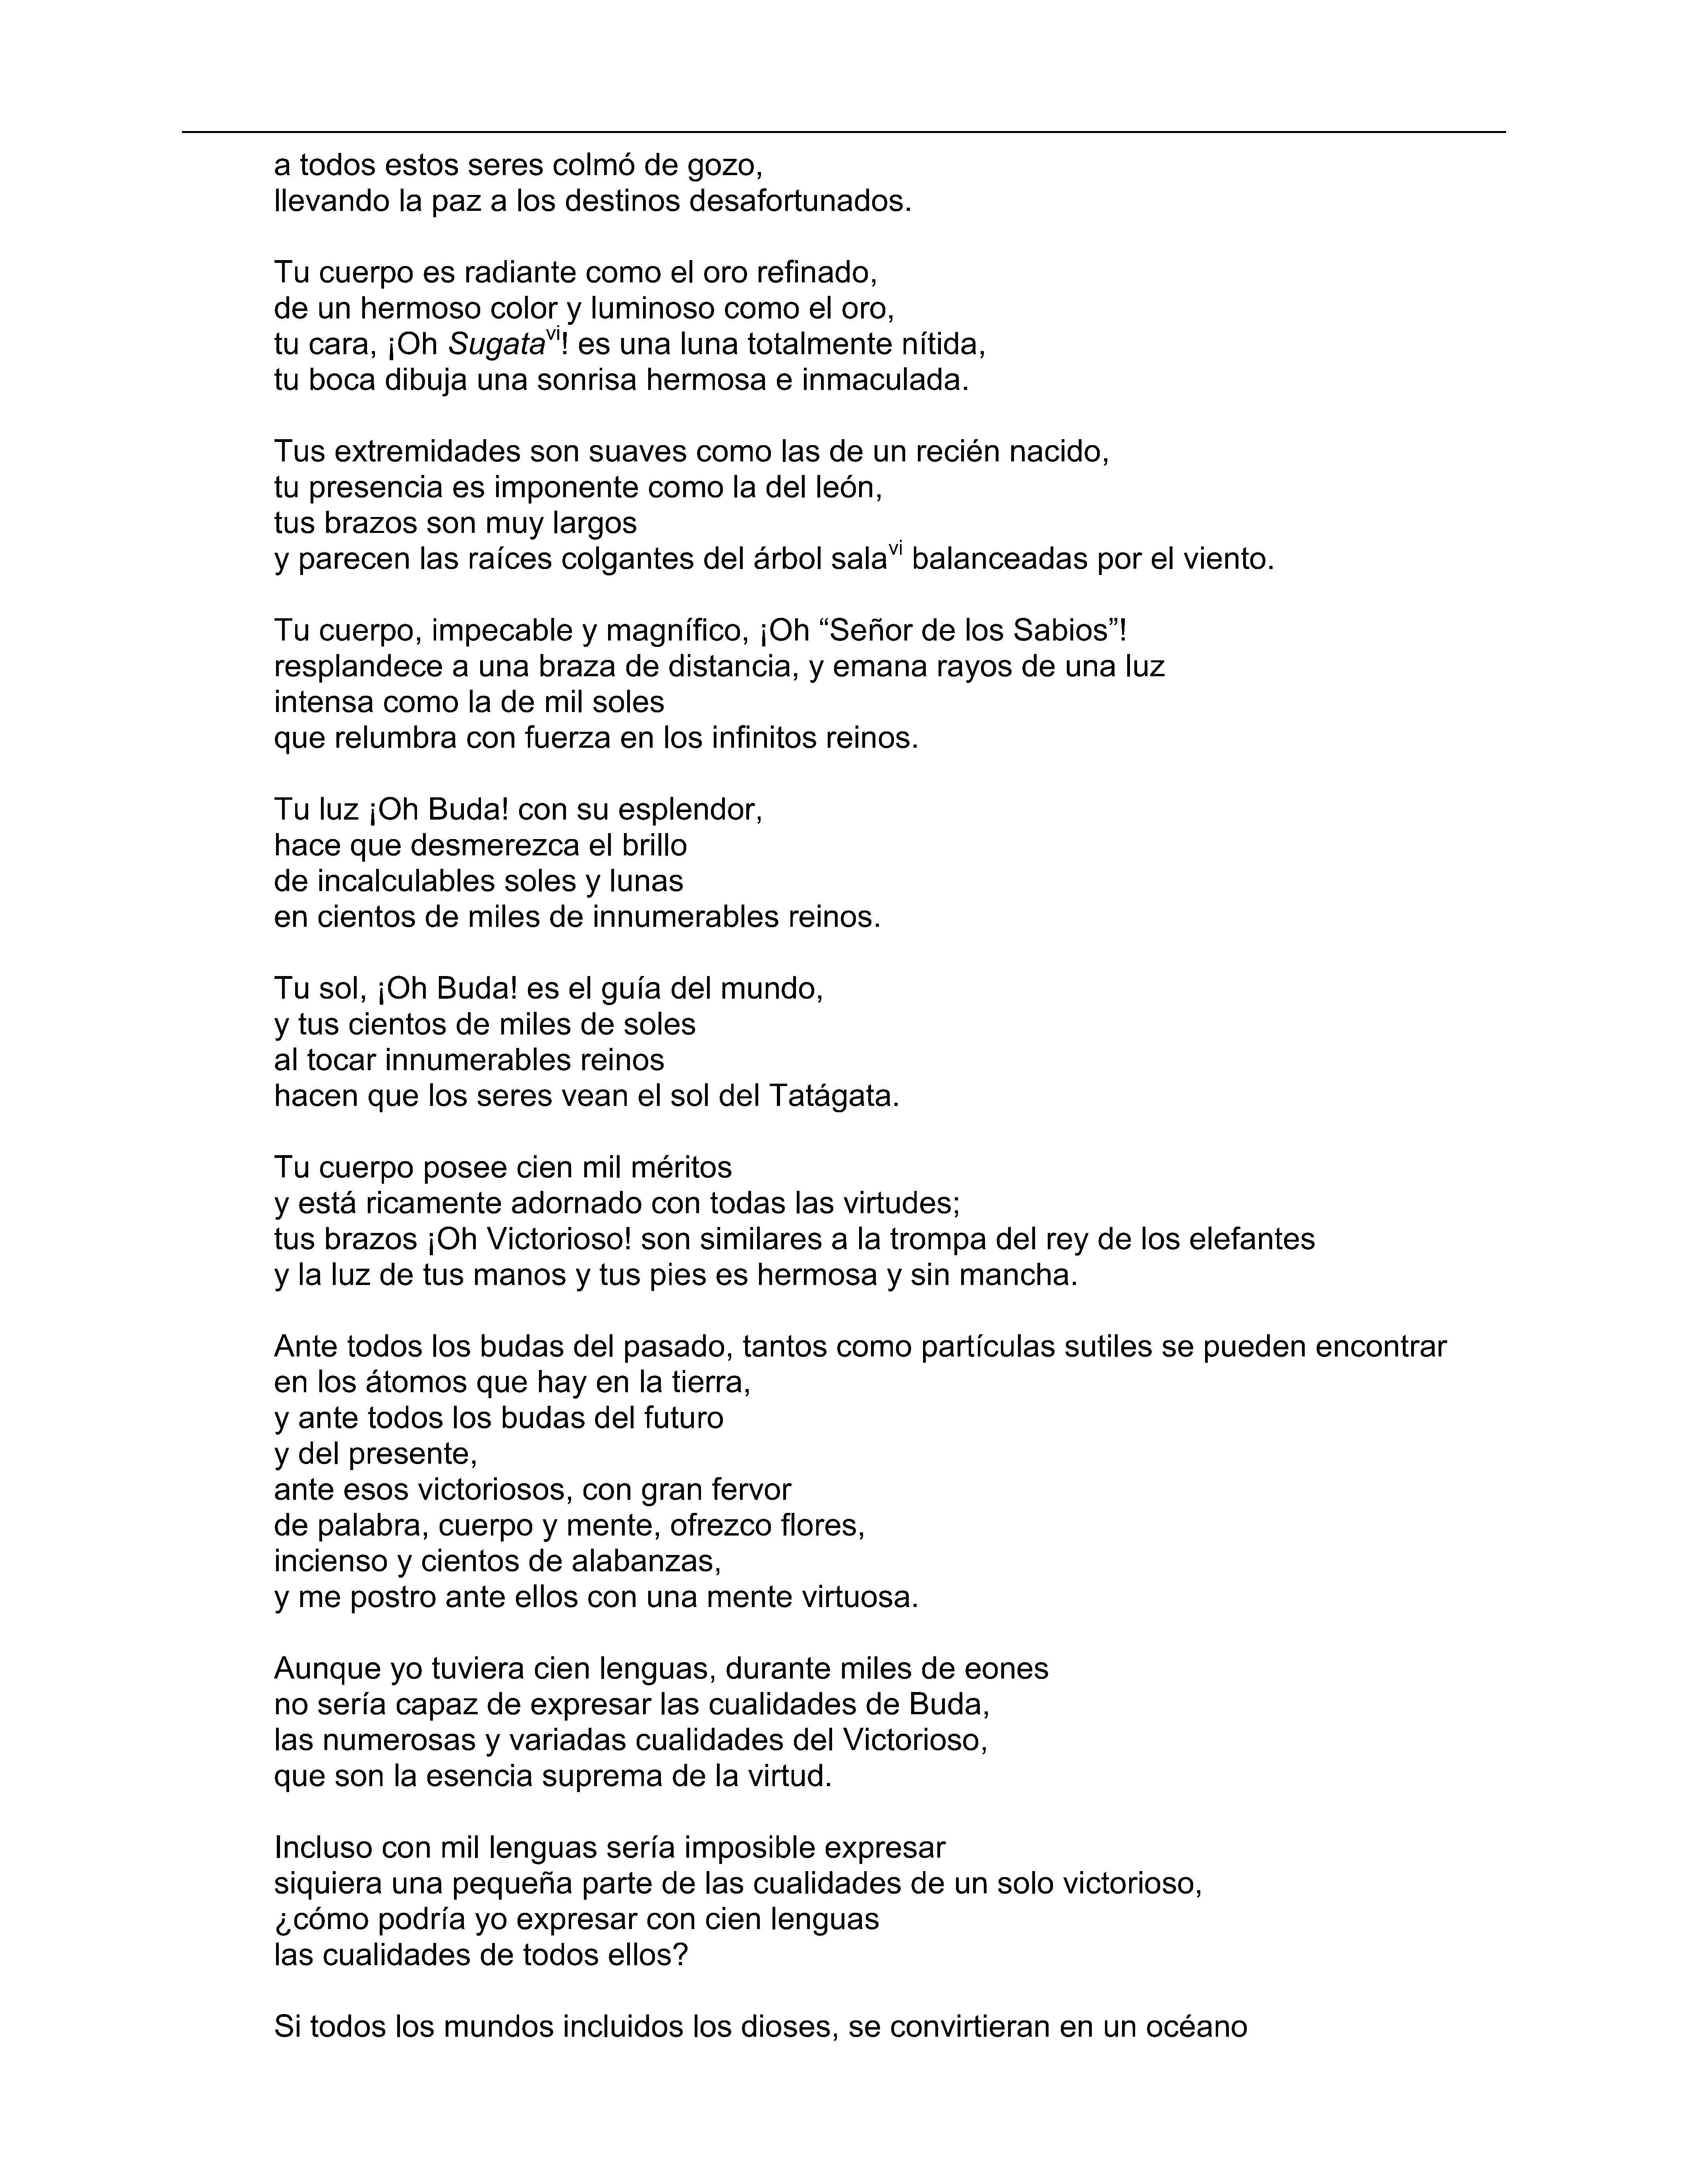 a todos estos seres colmó de gozo,
llevando la paz a los destinos desafortunados.

Tu cuerpo es radiante como el oro refinado,
de un hermoso color y luminoso como el oro,
tu cara, ¡Oh Sugatavi! es una luna totalmente nítida,
tu boca dibuja una sonrisa hermosa e inmaculada.

Tus extremidades son suaves como las de un recién nacido,
tu presencia es imponente como la del león,
tus brazos son muy largos
y parecen las raíces colgantes del árbol salavi balanceadas por el viento.

Tu cuerpo, impecable y magnífico, ¡Oh “Señor de los Sabios”!
resplandece a una braza de distancia, y emana rayos de una luz
intensa como la de mil soles
que relumbra con fuerza en los infinitos reinos.

Tu luz ¡Oh Buda! con su esplendor,
hace que desmerezca el brillo
de incalculables soles y lunas
en cientos de miles de innumerables reinos.

Tu sol, ¡Oh Buda! es el guía del mundo,
y tus cientos de miles de soles
al tocar innumerables reinos
hacen que los seres vean el sol del Tatágata.

Tu cuerpo posee cien mil méritos
y está ricamente adornado con todas las virtudes;
tus brazos ¡Oh Victorioso! son similares a la trompa del rey de los elefantes
y la luz de tus manos y tus pies es hermosa y sin mancha.

Ante todos los budas del pasado, tantos como partículas sutiles se pueden encontrar
en los átomos que hay en la tierra,
y ante todos los budas del futuro
y del presente,
ante esos victoriosos, con gran fervor
de palabra, cuerpo y mente, ofrezco flores,
incienso y cientos de alabanzas,
y me postro ante ellos con una mente virtuosa.

Aunque yo tuviera cien lenguas, durante miles de eones
no sería capaz de expresar las cualidades de Buda,
las numerosas y variadas cualidades del Victorioso,
que son la esencia suprema de la virtud.

Incluso con mil lenguas sería imposible expresar
siquiera una pequeña parte de las cualidades de un solo victorioso,
¿cómo podría yo expresar con cien lenguas
las cualidades de todos ellos?

Si todos los mundos incluidos los dioses, se convirtieran en un océano